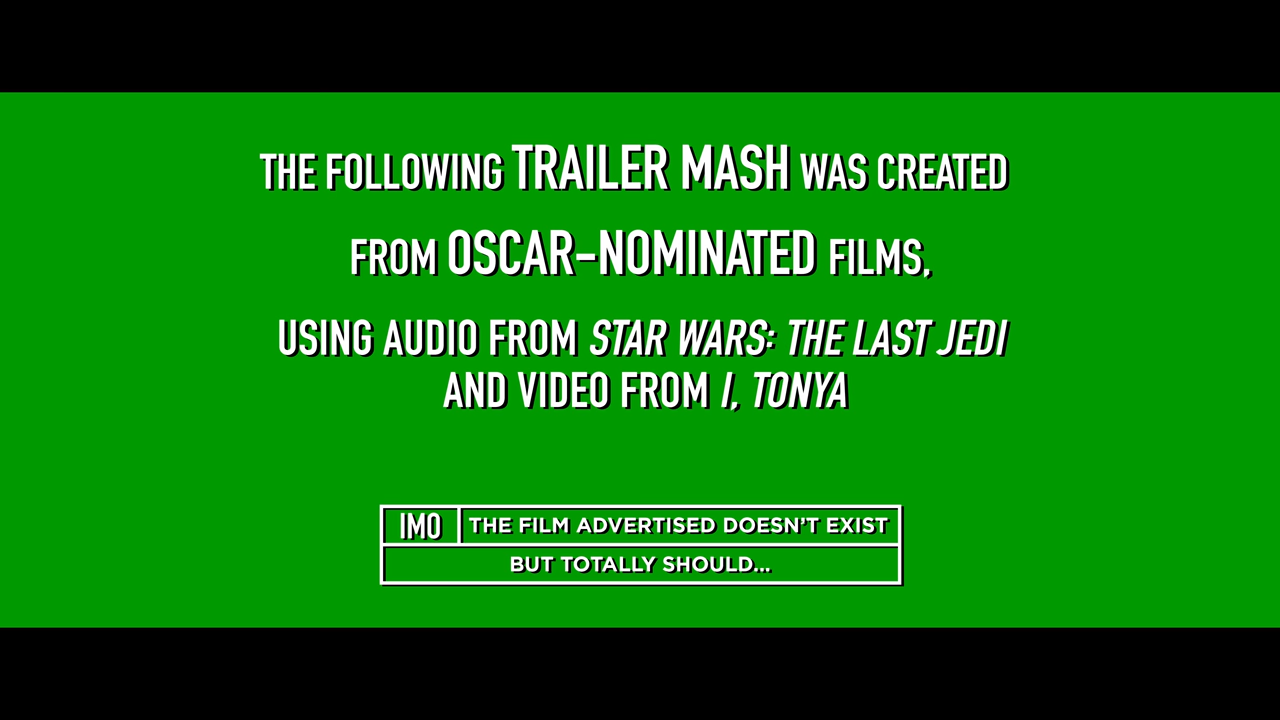 THE FOLLOWING TRAILER MASH WAS CREATED
FROM OSCAR-NOMINATED FILMS,
USING AUDIO FROM STAR WARS: THE LAST JEDI
AND VIDEO FROM I, TONYA
IMO THE FILM ADVERTISED DOESN'T EXIST
BUT TOTALLY SHOULD...